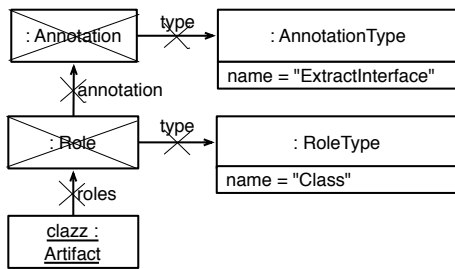 type
: Annotation
: AnnotationType
name = "ExtractInterface"
annotation
type
: Role
: RoleType
name = "Class"
roles
clazz :
Artifact